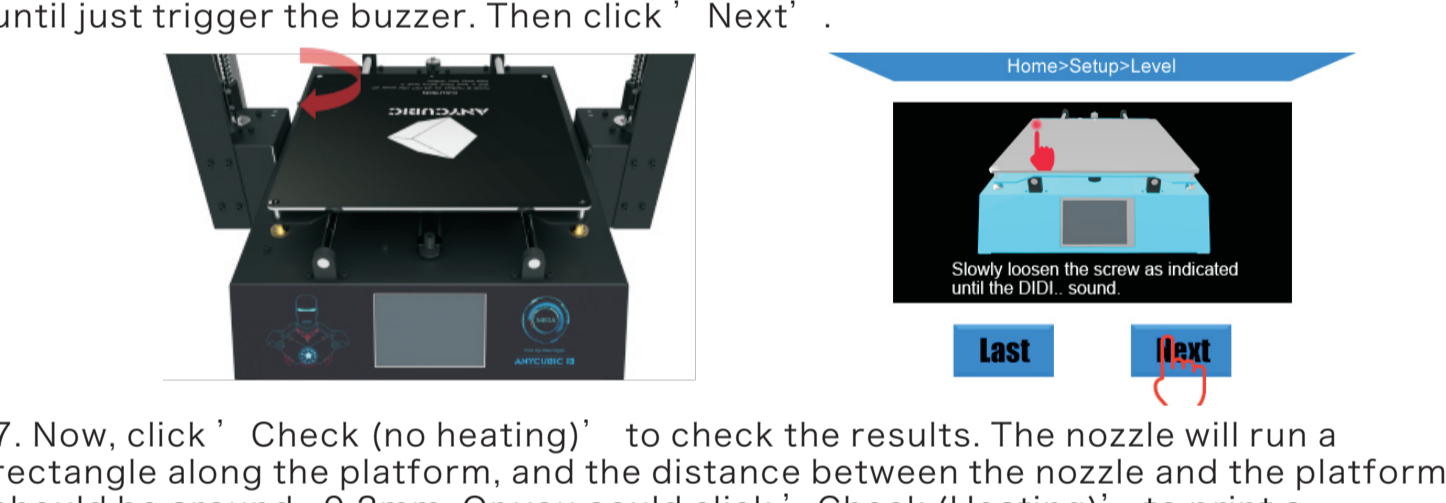 until just trigger the buzzer. Then click ’ Next’ .
ANYCUBIC
ANYCUBIC
Home>Setup>Level
Slowly loosen the screw as indicated
until the DIDI.. sound.
Last
Next
7. Now, click ’ Check (no heating)’ to check the results. The nozzle will run a
rectangle along the platform, and the distance between the nozzle and the platform